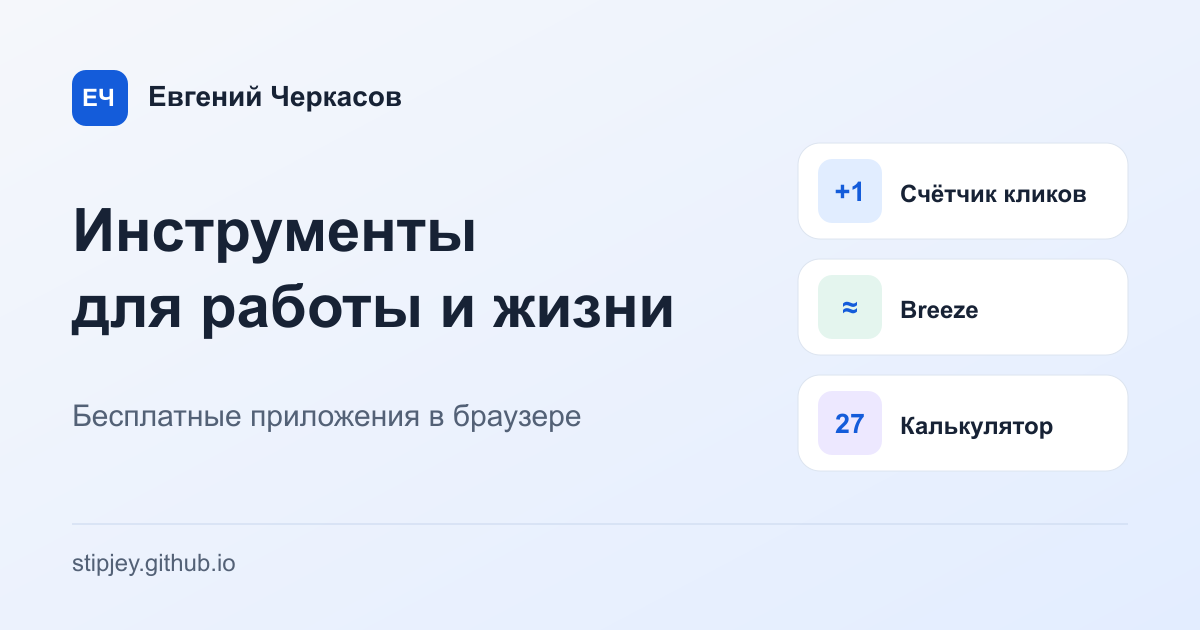 ЕЧ
Евгений Черкасов
Инструменты
для работы и жизни
Бесплатные приложения в браузере
+1
Счётчик кликов
≈
Breeze
27
Калькулятор
stipjey.github.io